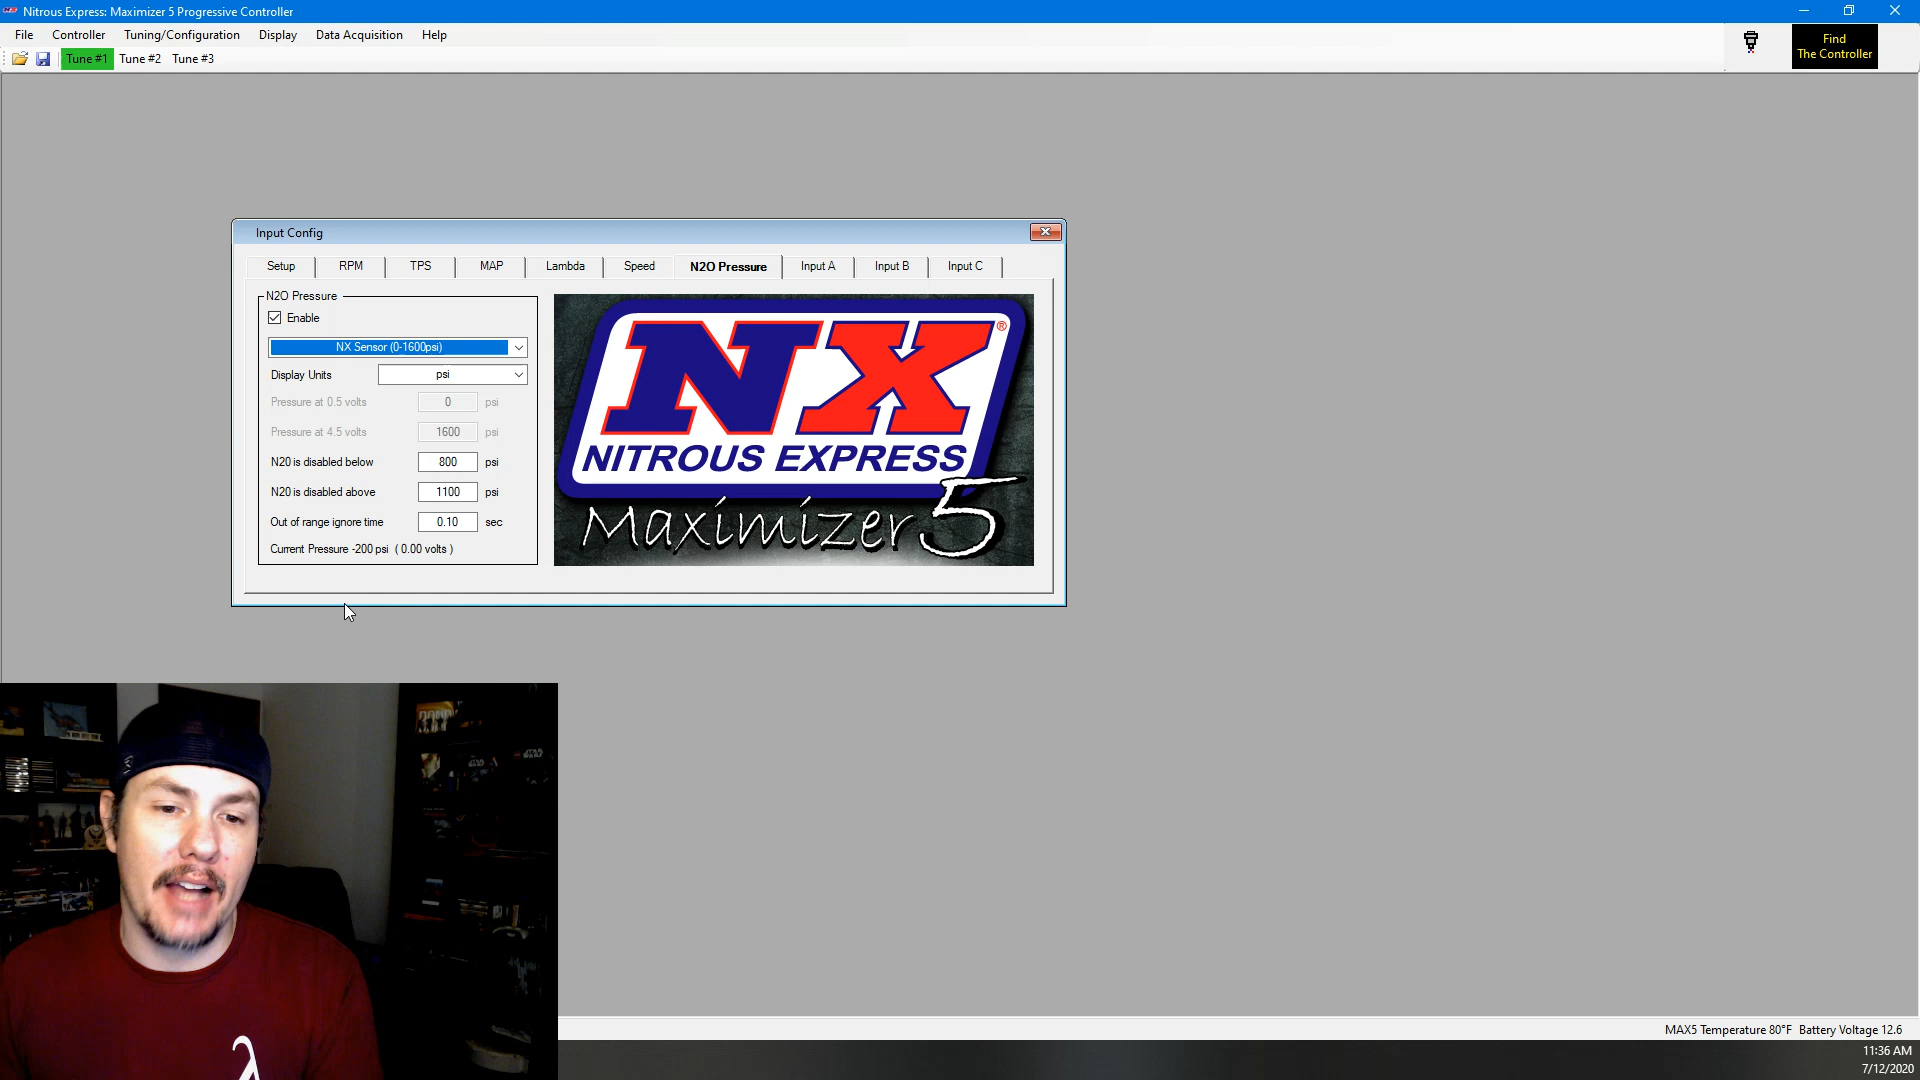 Nitrous Express: Maximizer 5 Progressive Controller
File Controller Tuning/Configuration Display Data Acquisition Help
Tune #1 Tune #2 Tune #3
Find
The Controller
Input Config
Setup RPM TPS MAP Lambda Speed N2O Pressure Input A Input B Input C
N2O Pressure
Enable
NX Sensor (0-1600psi)
Display Units psi
Pressure at 0.5 volts 0 psi
Pressure at 4.5 volts 1600 psi
N20 is disabled below 800 psi
N20 is disabled above 1100 psi
Out of range ignore time 0.10 sec
Current Pressure -200 psi ( 0.00 volts )
NX®
NITROUS EXPRESS
Maximizer 5
MAX5 Temperature 80°F Battery Voltage 12.6
11:36 AM
7/12/2020
λ